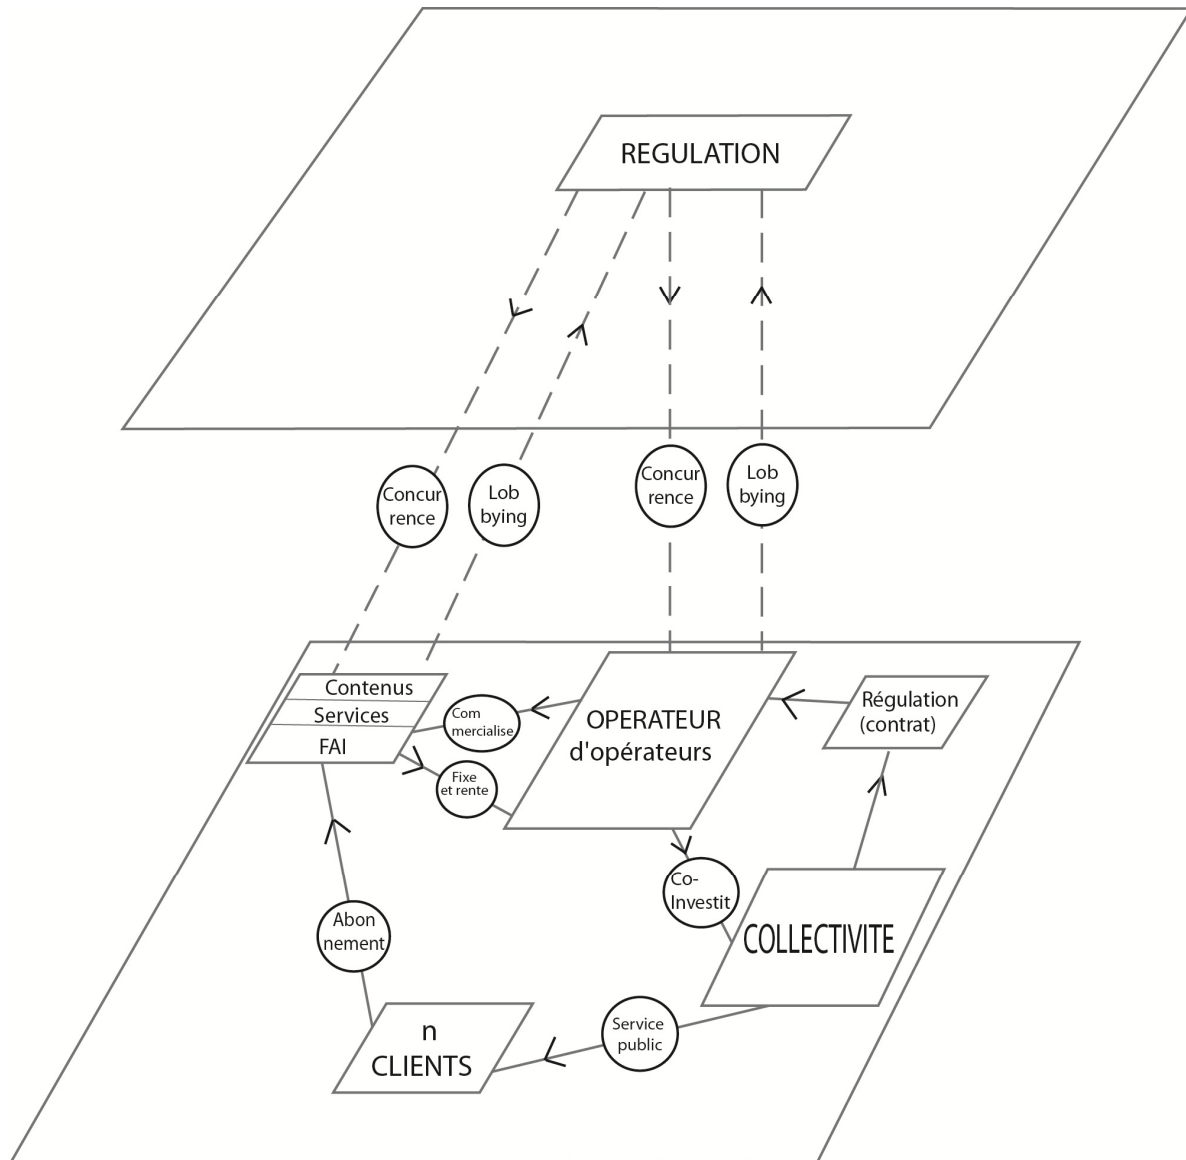 REGULATION
Concur
rence
Lob
bying
Concur
rence
Lob
bying
Contenus
Services
FAI
Com
mercialise
Fixe
et rente
OPERATEUR
d'opérateurs
Régulation
(contrat)
Co-
Investit
COLLECTIVITE
Abon
nement
Service
public
n
CLIENTS